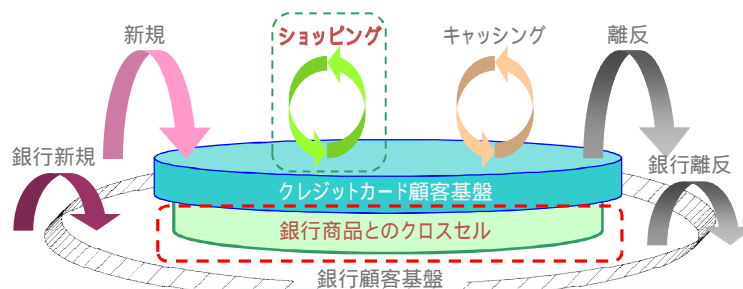 新規
ショッピング
キャッシング
離反
銀行新規
銀行離反
クレジットカード顧客基盤
銀行商品とのクロスセル
銀行顧客基盤